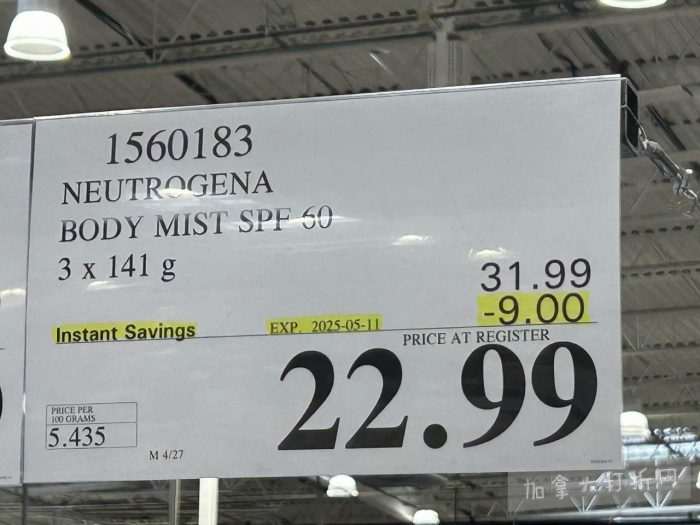 1560183
NEUTROGENA
BODY MIST SPF 60
3 x 141 g
31.99
-9.00
Instant Savings
EXP. 2025-05-11
PRICE AT REGISTER
22.99
PRICE PER
100 GRAMS
5.435
M 4/27
加拿大打折网